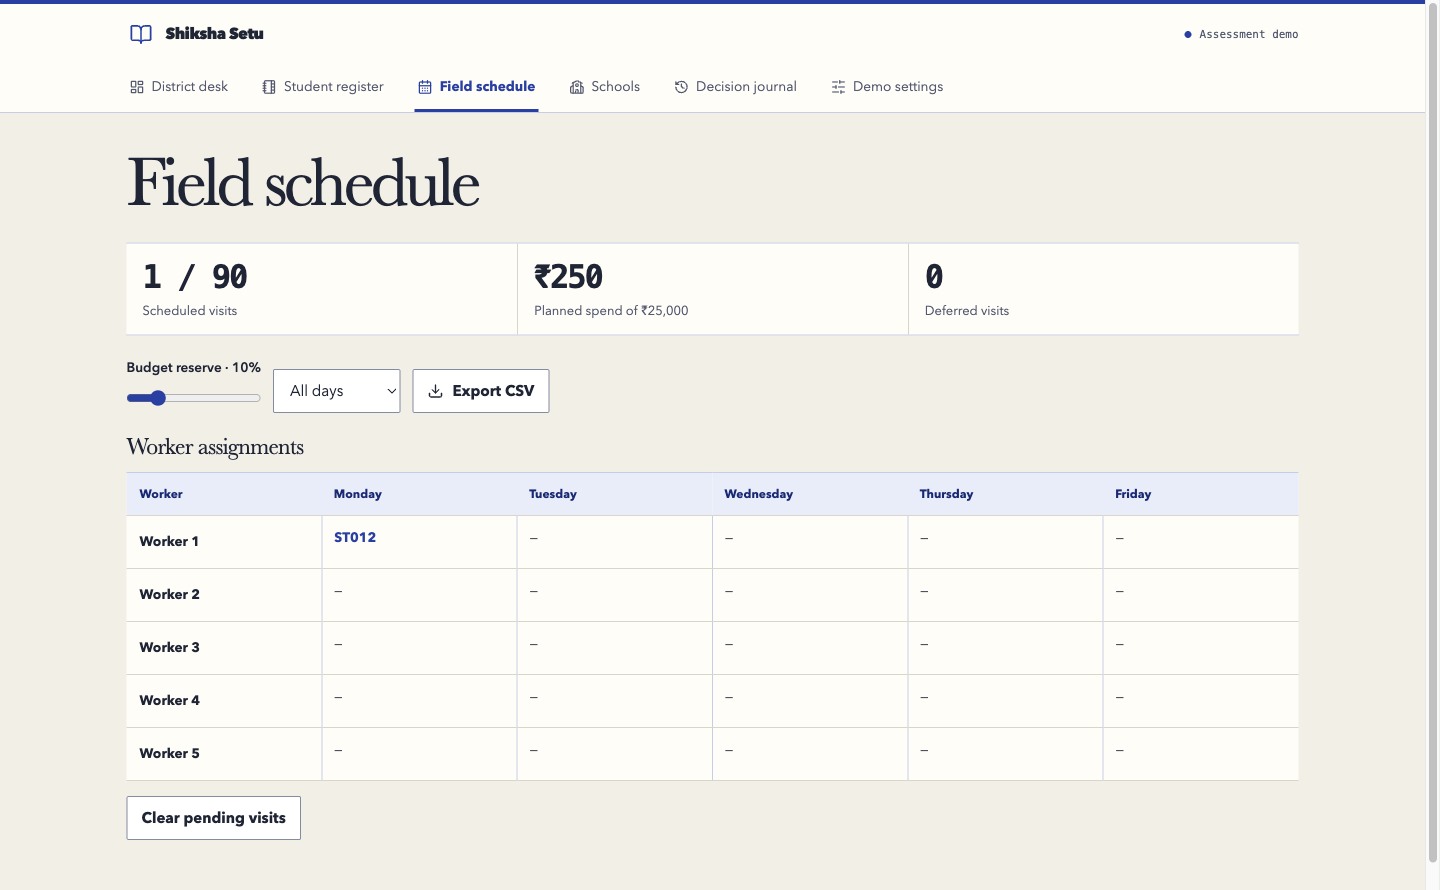 Shiksha Setu
Assessment demo
District desk
Student register
Field schedule
Schools
Decision journal
Demo settings
Field schedule
1 / 90
Scheduled visits
₹250
Planned spend of ₹25,000
0
Deferred visits
Budget reserve · 10%
All days
Export CSV
Worker assignments
Worker Monday Tuesday Wednesday Thursday Friday
Worker 1 ST012 – – – –
Worker 2 – – – – –
Worker 3 – – – – –
Worker 4 – – – – –
Worker 5 – – – – –
Clear pending visits